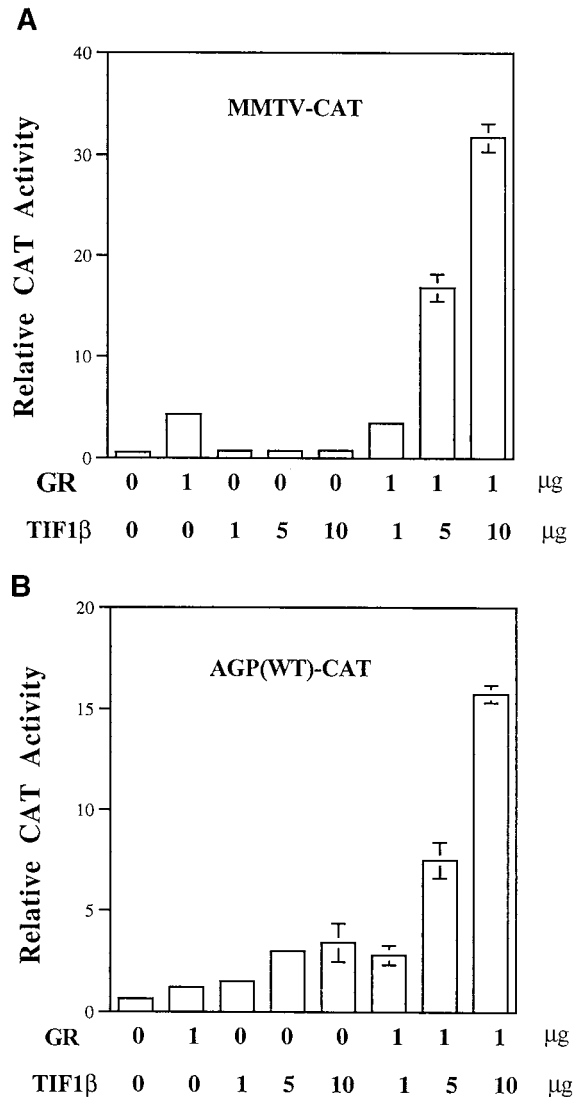 A
40
MMTV-CAT
30
20
10
0
Relative CAT Activity
GR 0 1 0 0 0 1 1 1 μg
TIF1β 0 0 1 5 10 1 5 10 μg
B
20
AGP(WT)-CAT
15
10
5
0
Relative CAT Activity
GR 0 1 0 0 0 1 1 1 μg
TIF1β 0 0 1 5 10 1 5 10 μg